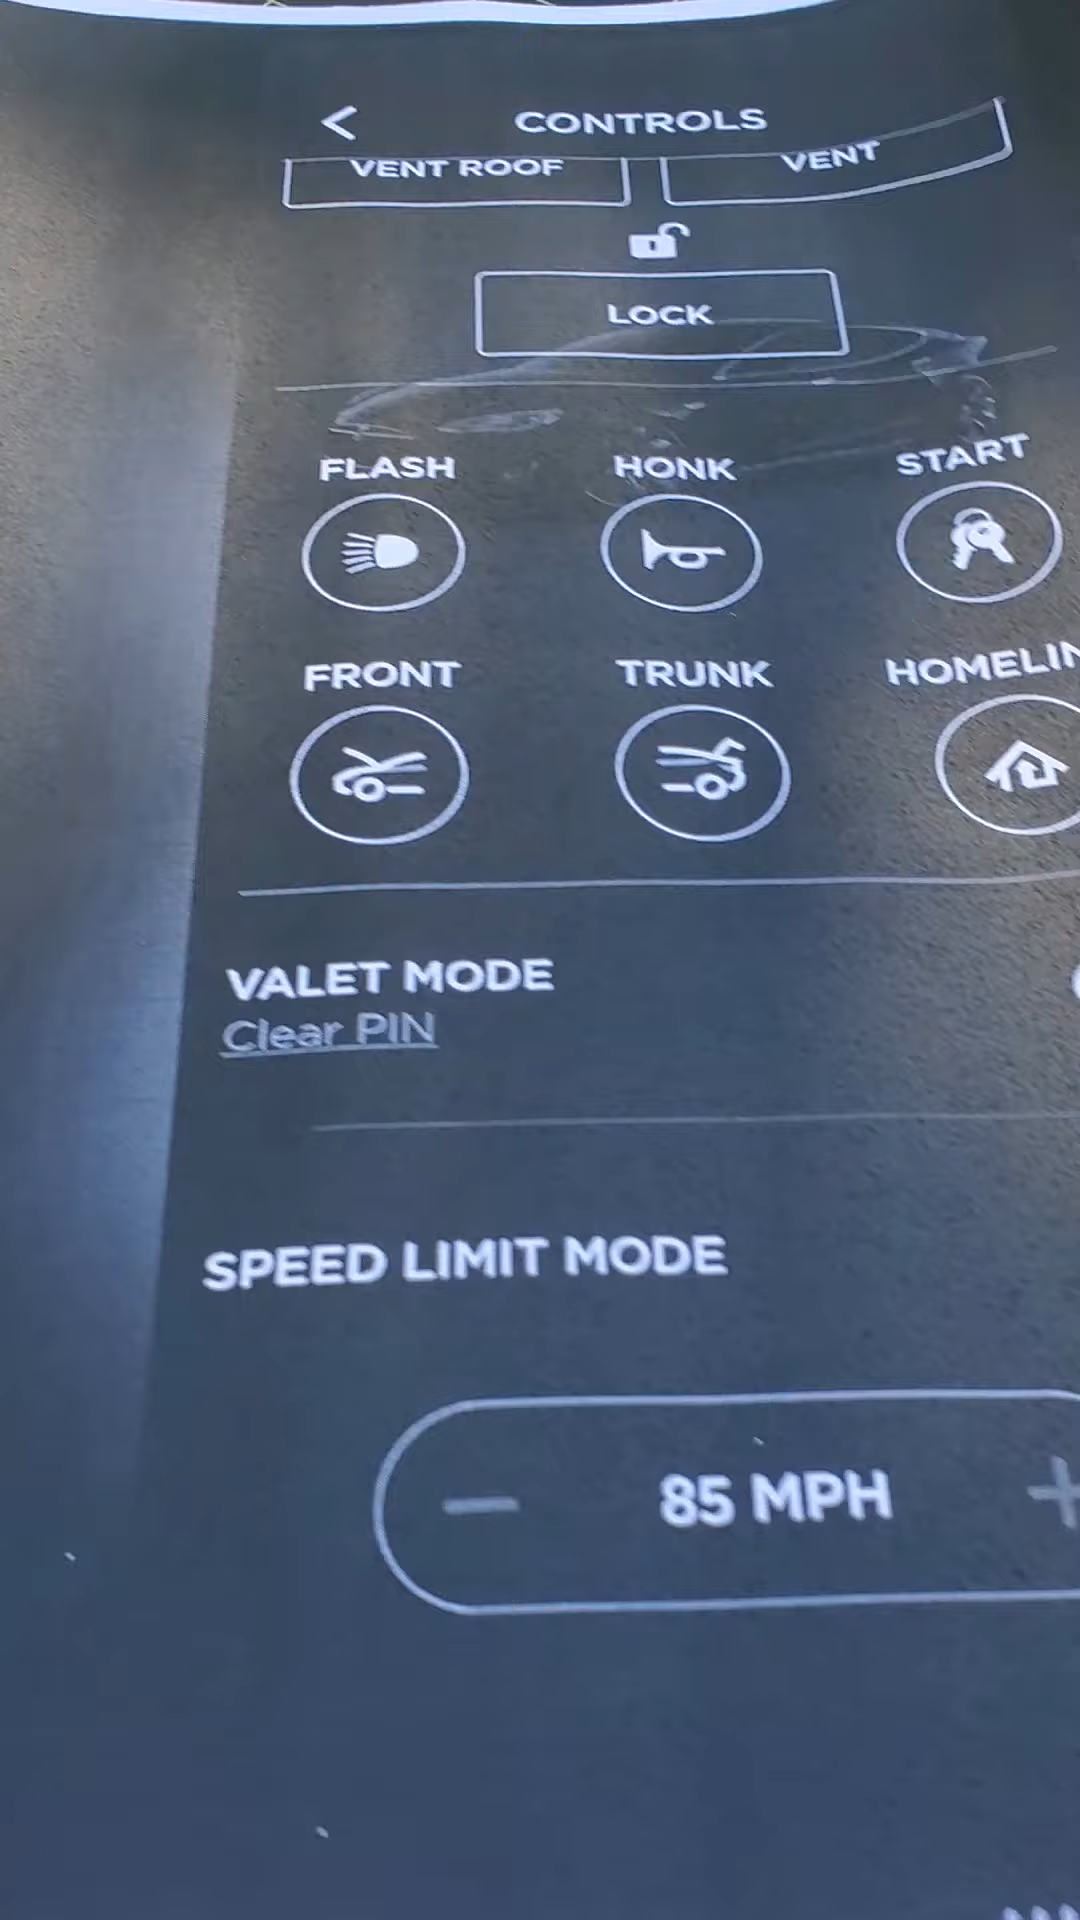 CONTROLS
VENT ROOF
VENT
LOCK
FLASH
HONK
START
FRONT
TRUNK
HOMELIN
VALET MODE
Clear PIN
SPEED LIMIT MODE
85 MPH